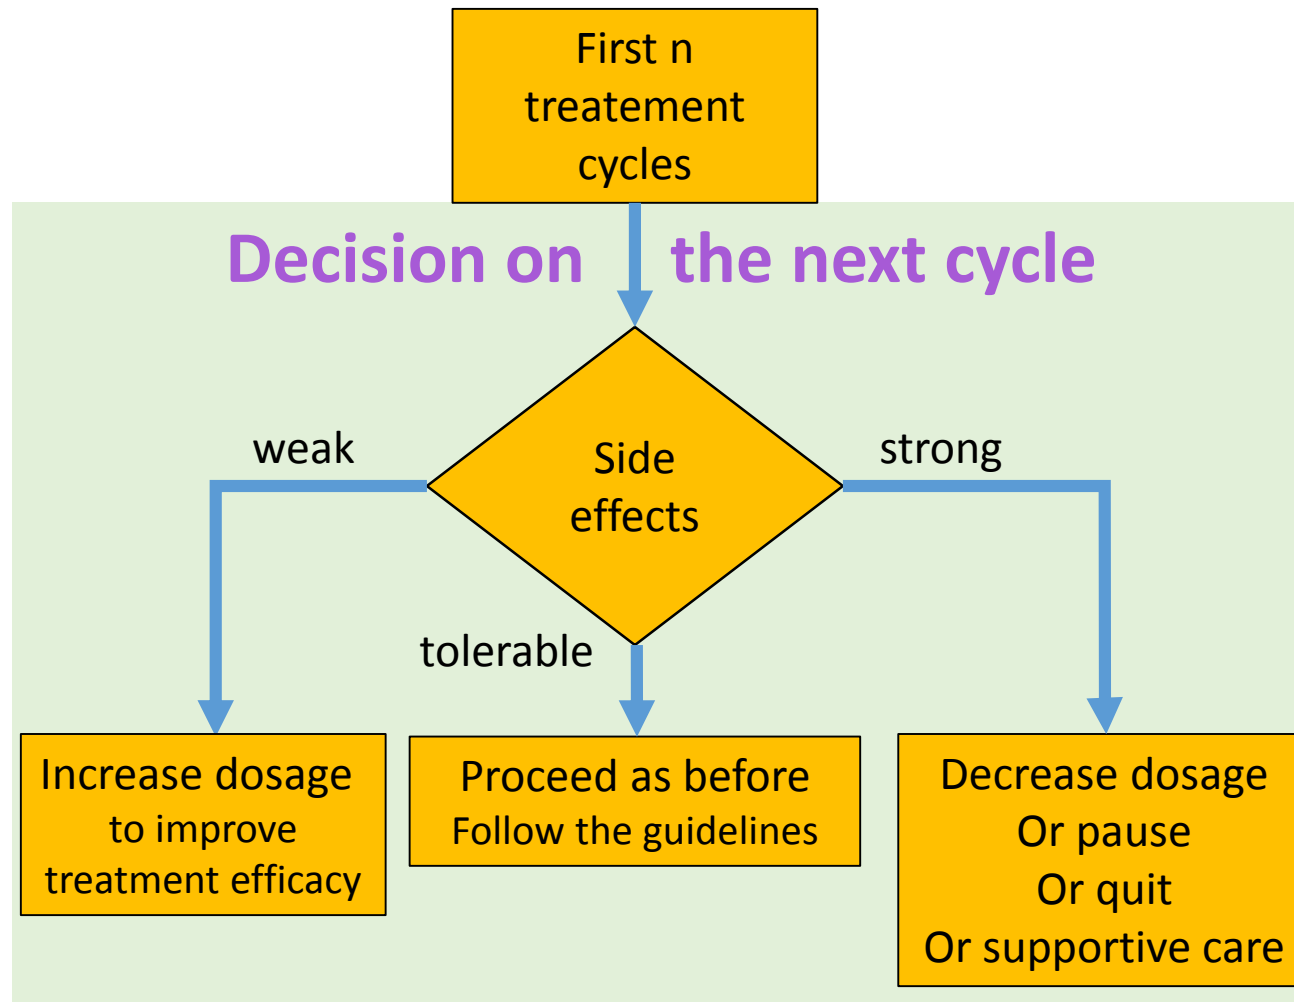 First n
treatement
cycles
Decision on the next cycle
weak
Side
effects
strong
tolerable
Increase dosage
to improve
treatment efficacy
Proceed as before
Follow the guidelines
Decrease dosage
Or pause
Or quit
Or supportive care